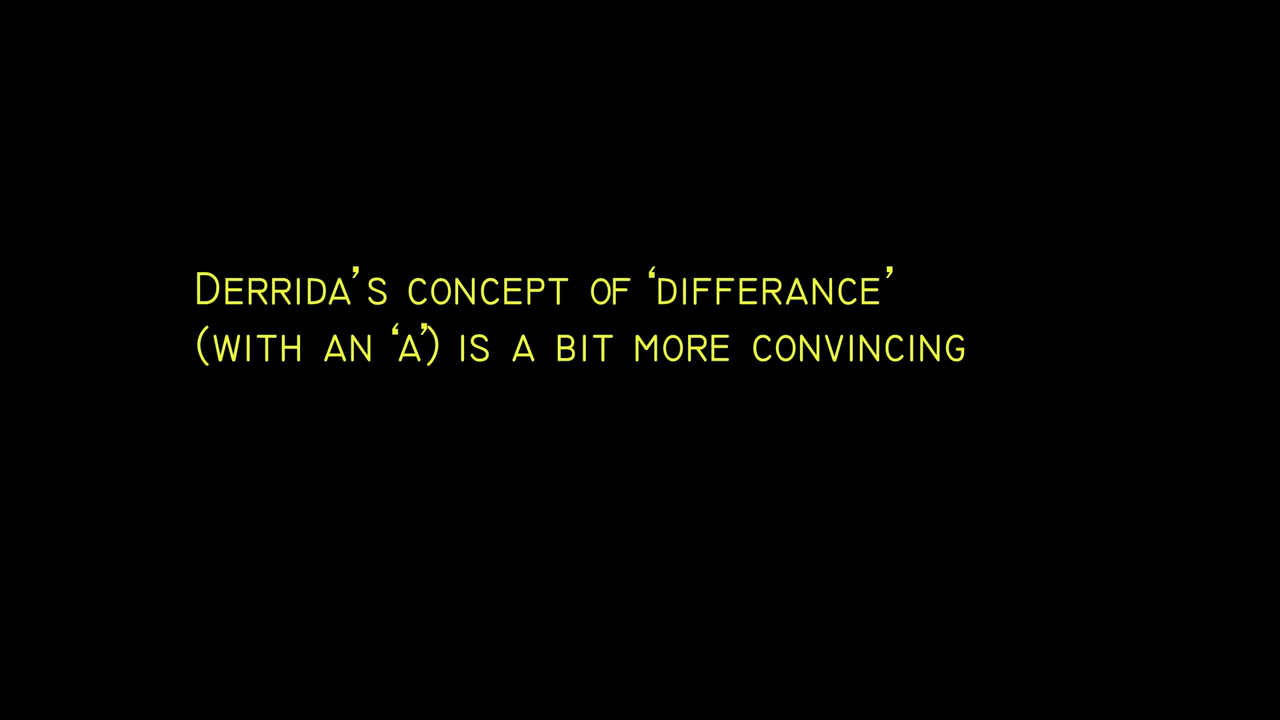 Derrida’s concept of ‘differance’
(with an ‘a’) is a bit more convincing